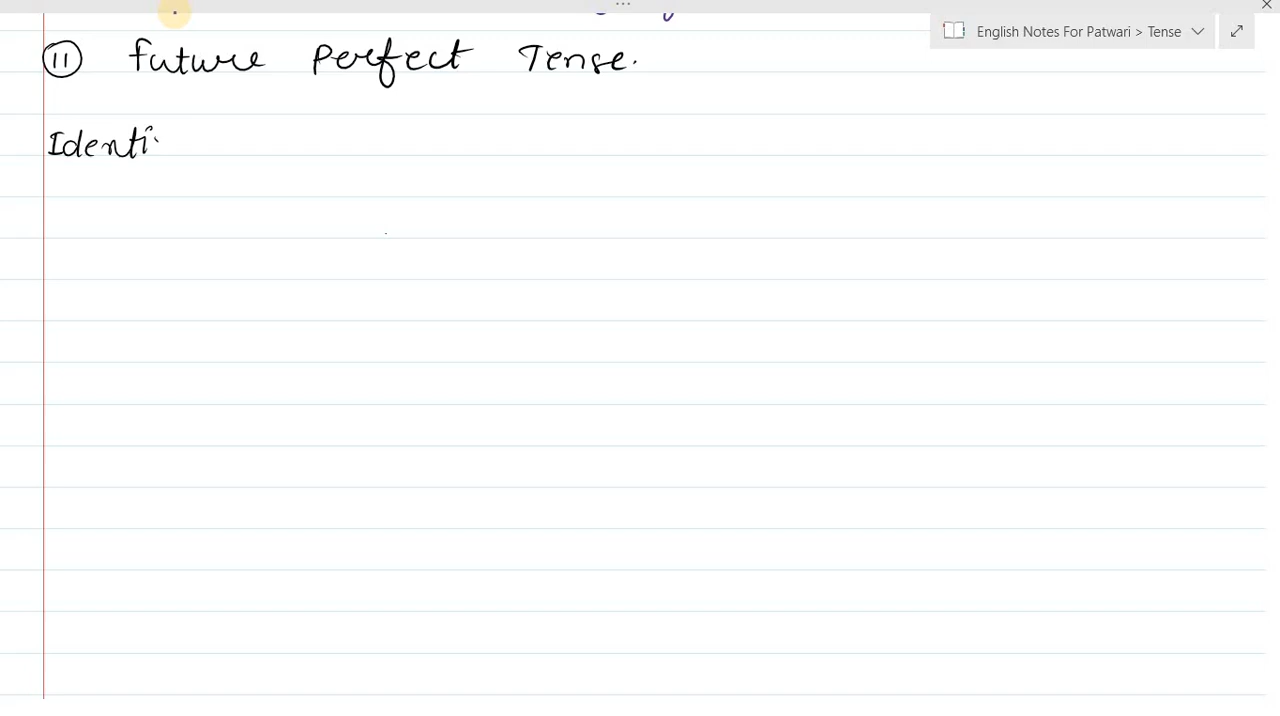 English Notes For Patwari > Tense
11 Future Perfect Tense.
Identi